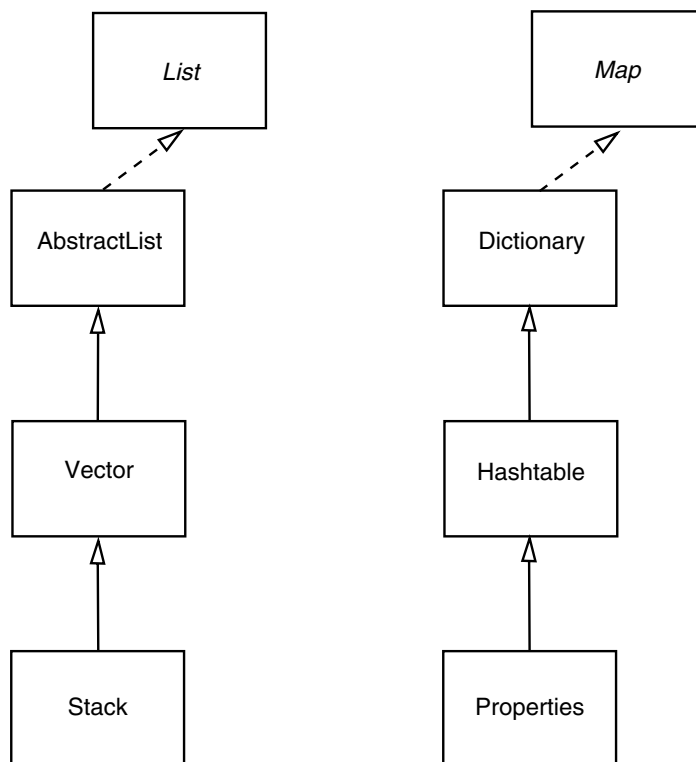 List
Map
AbstractList
Dictionary
Vector
Hashtable
Stack
Properties